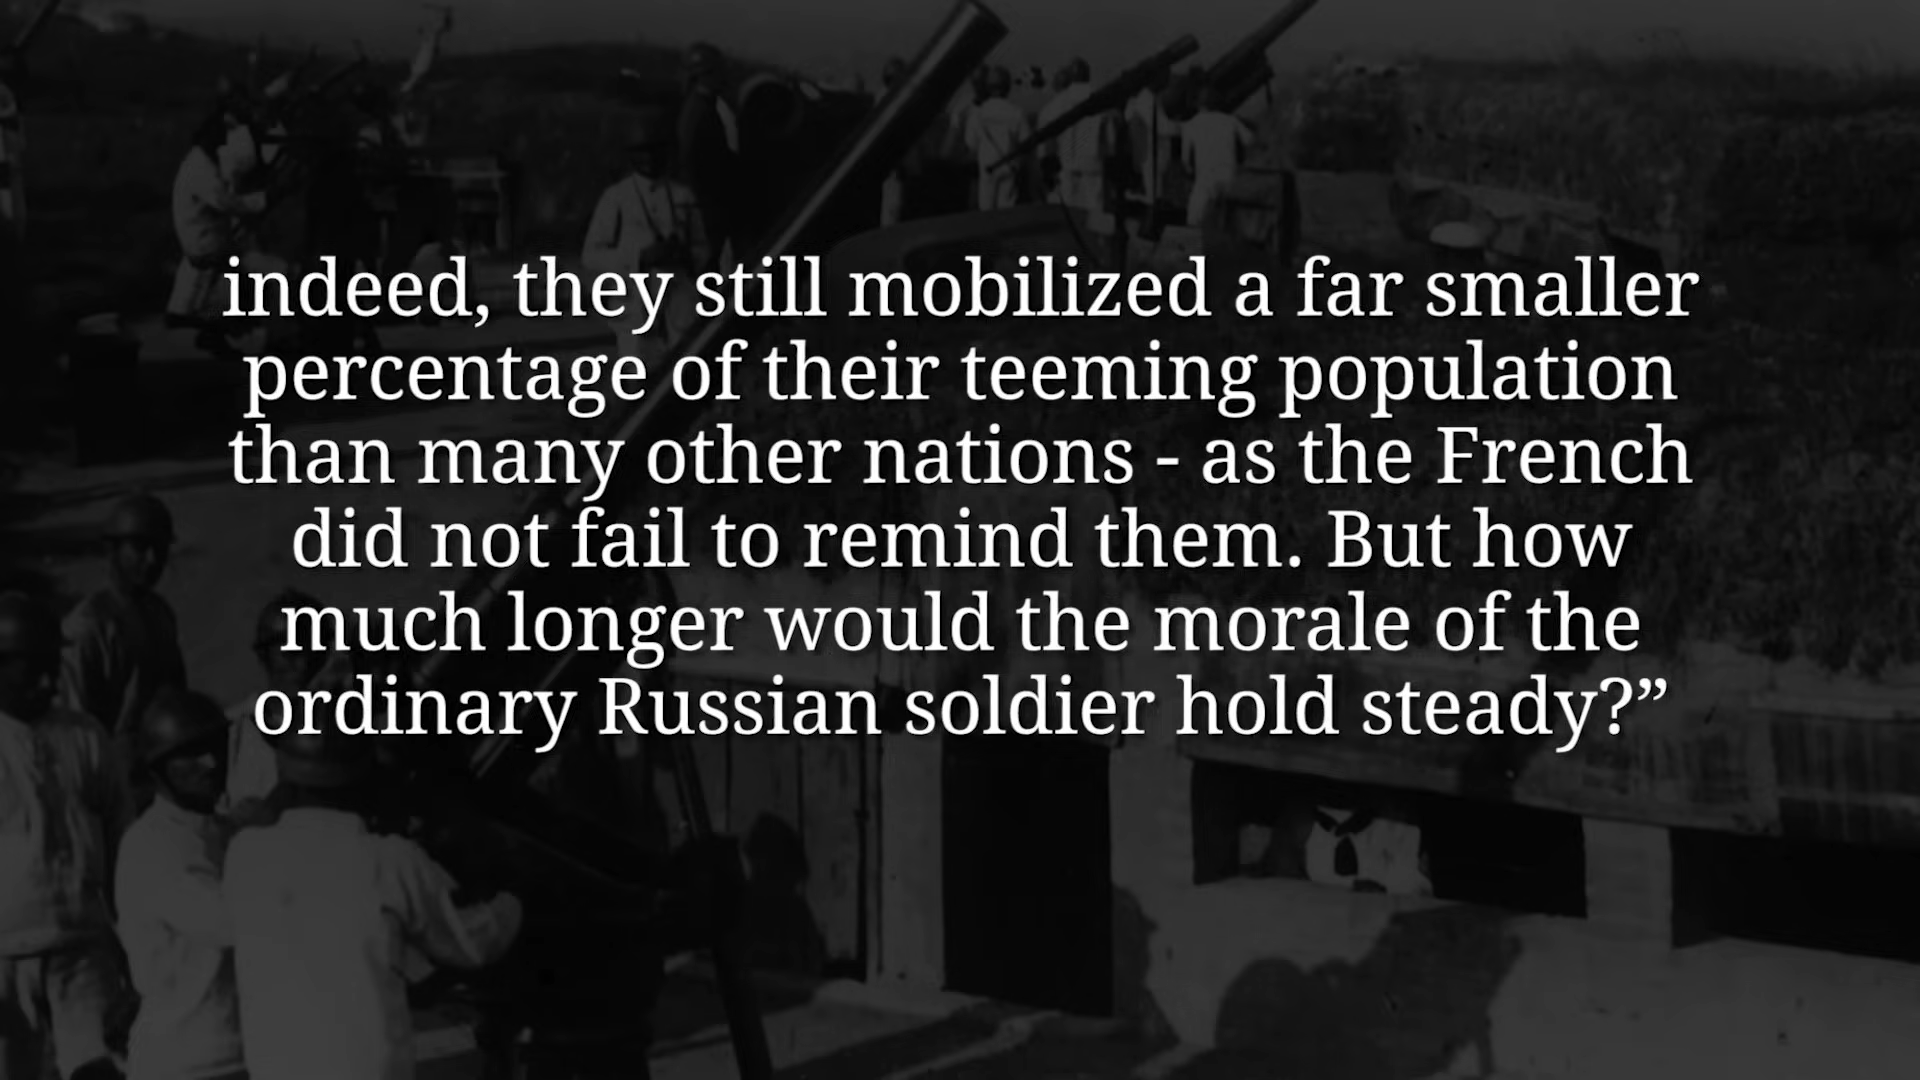 indeed, they still mobilized a far smaller
percentage of their teeming population
than many other nations - as the French
did not fail to remind them. But how
much longer would the morale of the
ordinary Russian soldier hold steady?”